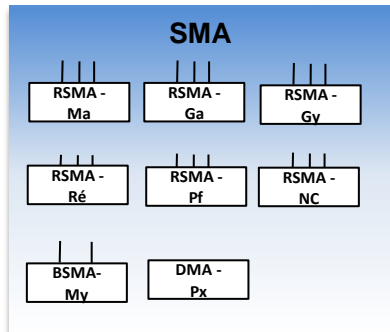 SMA
RSMA -
Ma
RSMA -
Ga
RSMA -
Gy
RSMA -
Ré
RSMA -
Pf
RSMA -
NC
BSMA-
My
DMA -
Px